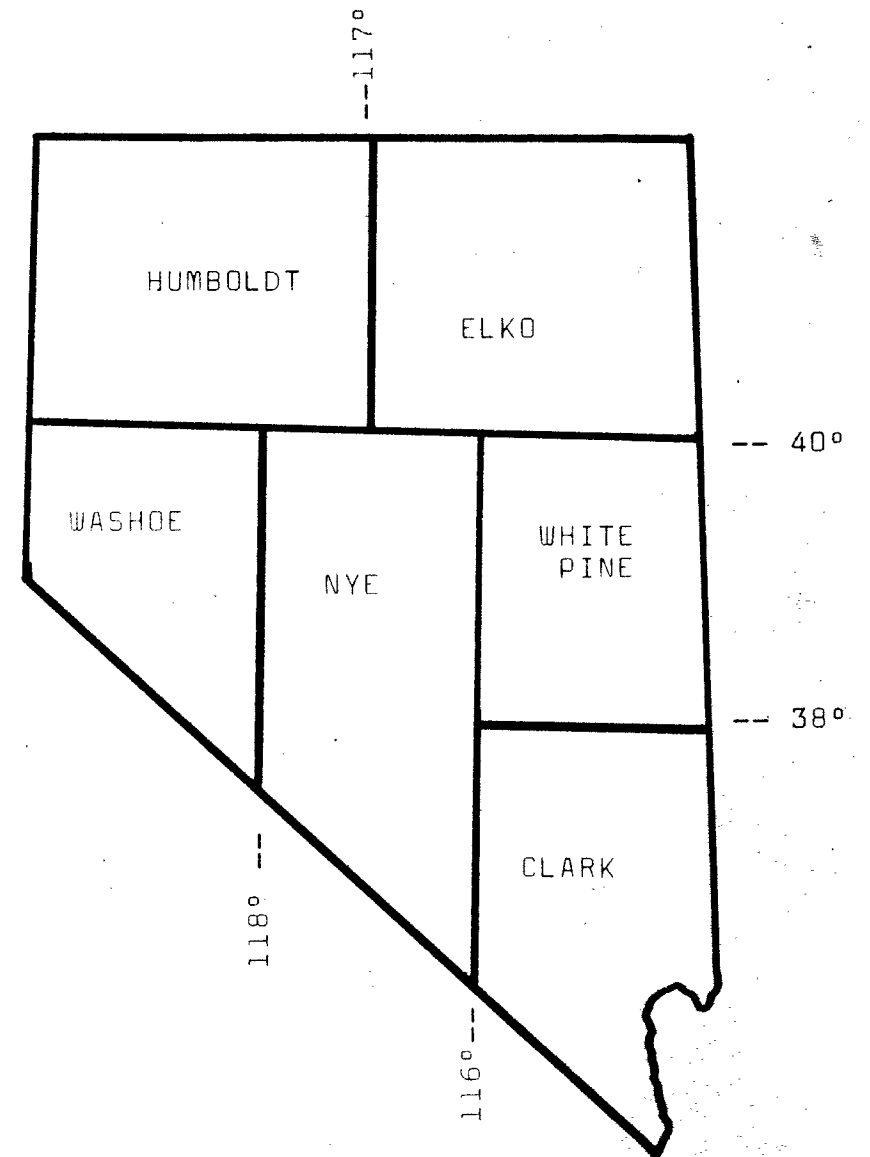 --117°
HUMBOLDT
ELKO
-- 40°
WASHOE
WHITE
PINE
NYE
-- 38°
CLARK
118° --
116°--